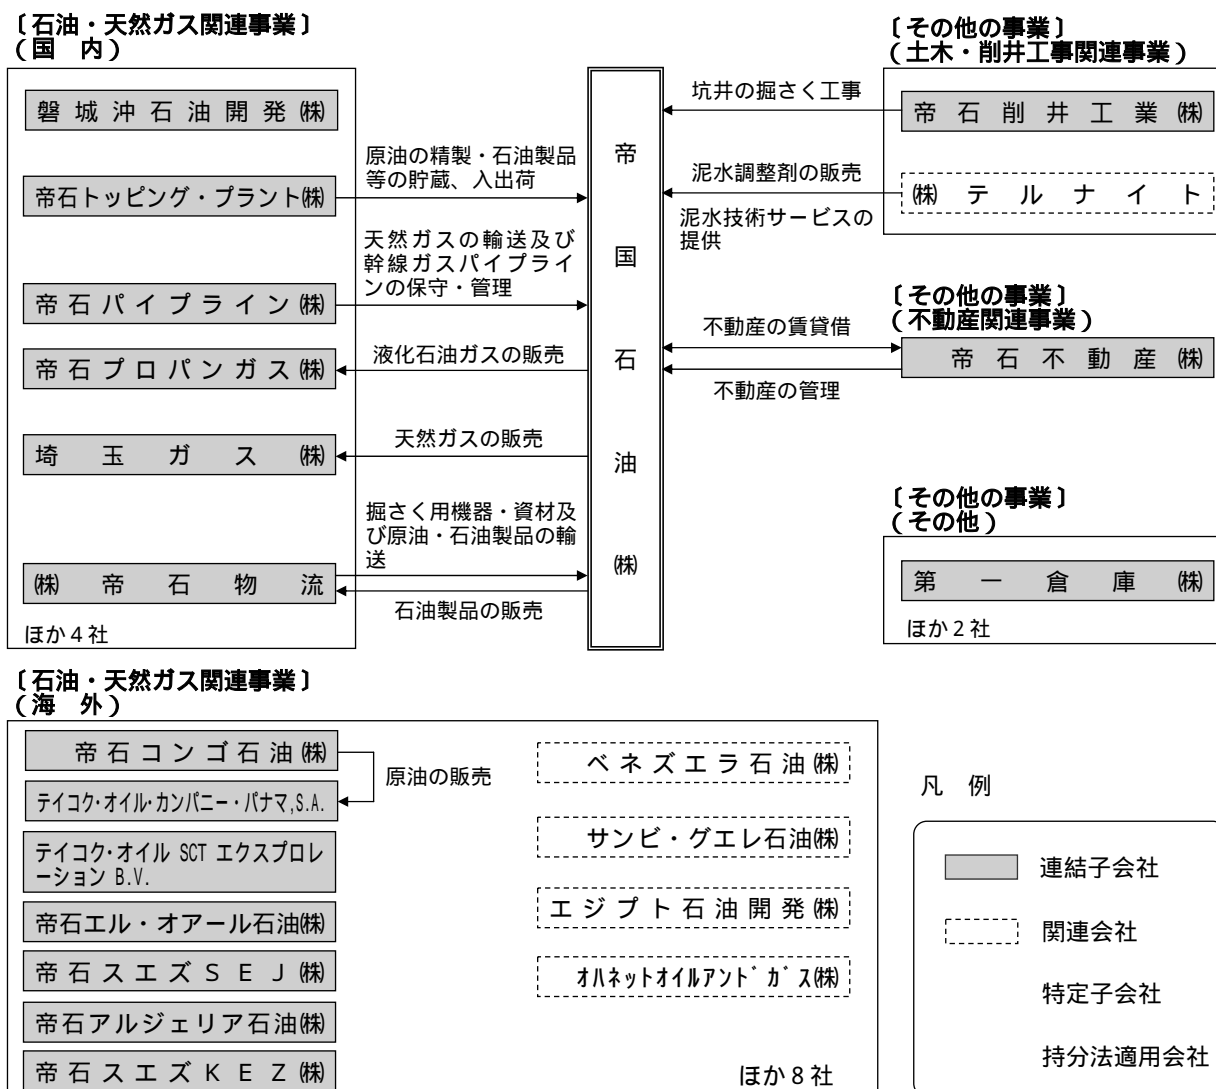 〔石油・天然ガス関連事業〕
（国　内）
磐城沖石油開発㈱
帝石トッピング・プラント㈱
帝石パイプライン㈱
帝石プロパンガス㈱
埼玉ガス㈱
㈱帝石物流
ほか４社
原油の精製・石油製品
等の貯蔵、入出荷
天然ガスの輸送及び
幹線ガスパイプライ
ンの保守・管理
液化石油ガスの販売
天然ガスの販売
掘さく用機器・資材及
び原油・石油製品の輸
送
石油製品の販売
帝国石油㈱
坑井の掘さく工事
泥水調整剤の販売
泥水技術サービスの
提供
不動産の賃貸借
不動産の管理
〔その他の事業〕
（土木・削井工事関連事業）
帝石削井工業㈱
㈱テルナイト
〔その他の事業〕
（不動産関連事業）
帝石不動産㈱
〔その他の事業〕
（その他）
第一倉庫㈱
ほか２社
〔石油・天然ガス関連事業〕
（海　外）
帝石コンゴ石油㈱
テイコク・オイル・カンパニー・パナマ,S.A.
原油の販売
テイコク・オイル SCT エクスプロレ
ーション B.V.
帝石エル・オアール石油㈱
帝石スエズＳＥＪ㈱
帝石アルジェリア石油㈱
帝石スエズＫＥＺ㈱
ベネズエラ石油㈱
サンビ・グエレ石油㈱
エジプト石油開発㈱
オハネットオイルアンドガス㈱
ほか８社
凡　例
連結子会社
関連会社
特定子会社
持分法適用会社